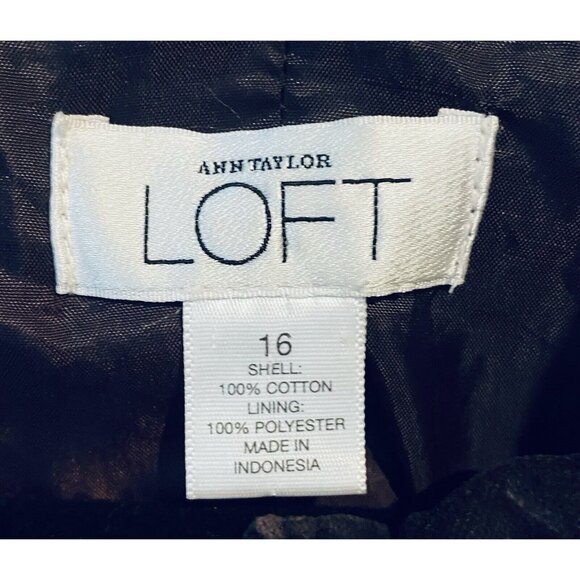 ANN TAYLOR
LOFT
16
SHELL:
100% COTTON
LINING:
100% POLYESTER
MADE IN
INDONESIA